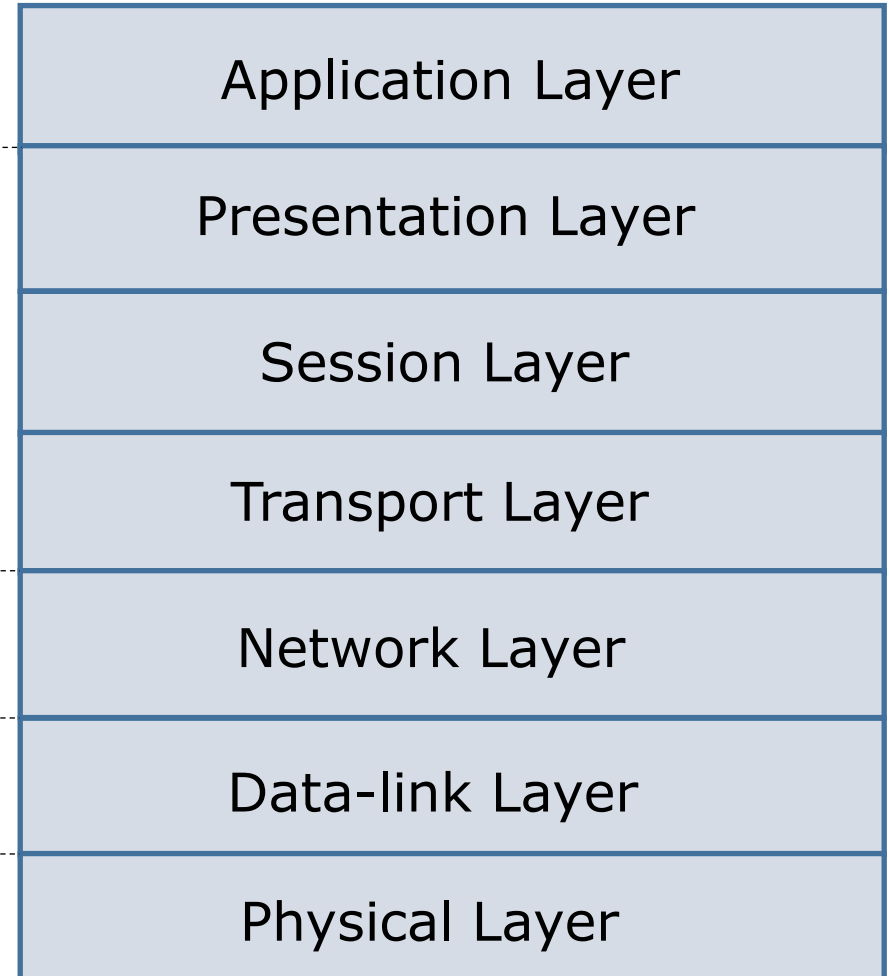 Application Layer
Presentation Layer
Session Layer
Transport Layer
Network Layer
Data-link Layer
Physical Layer